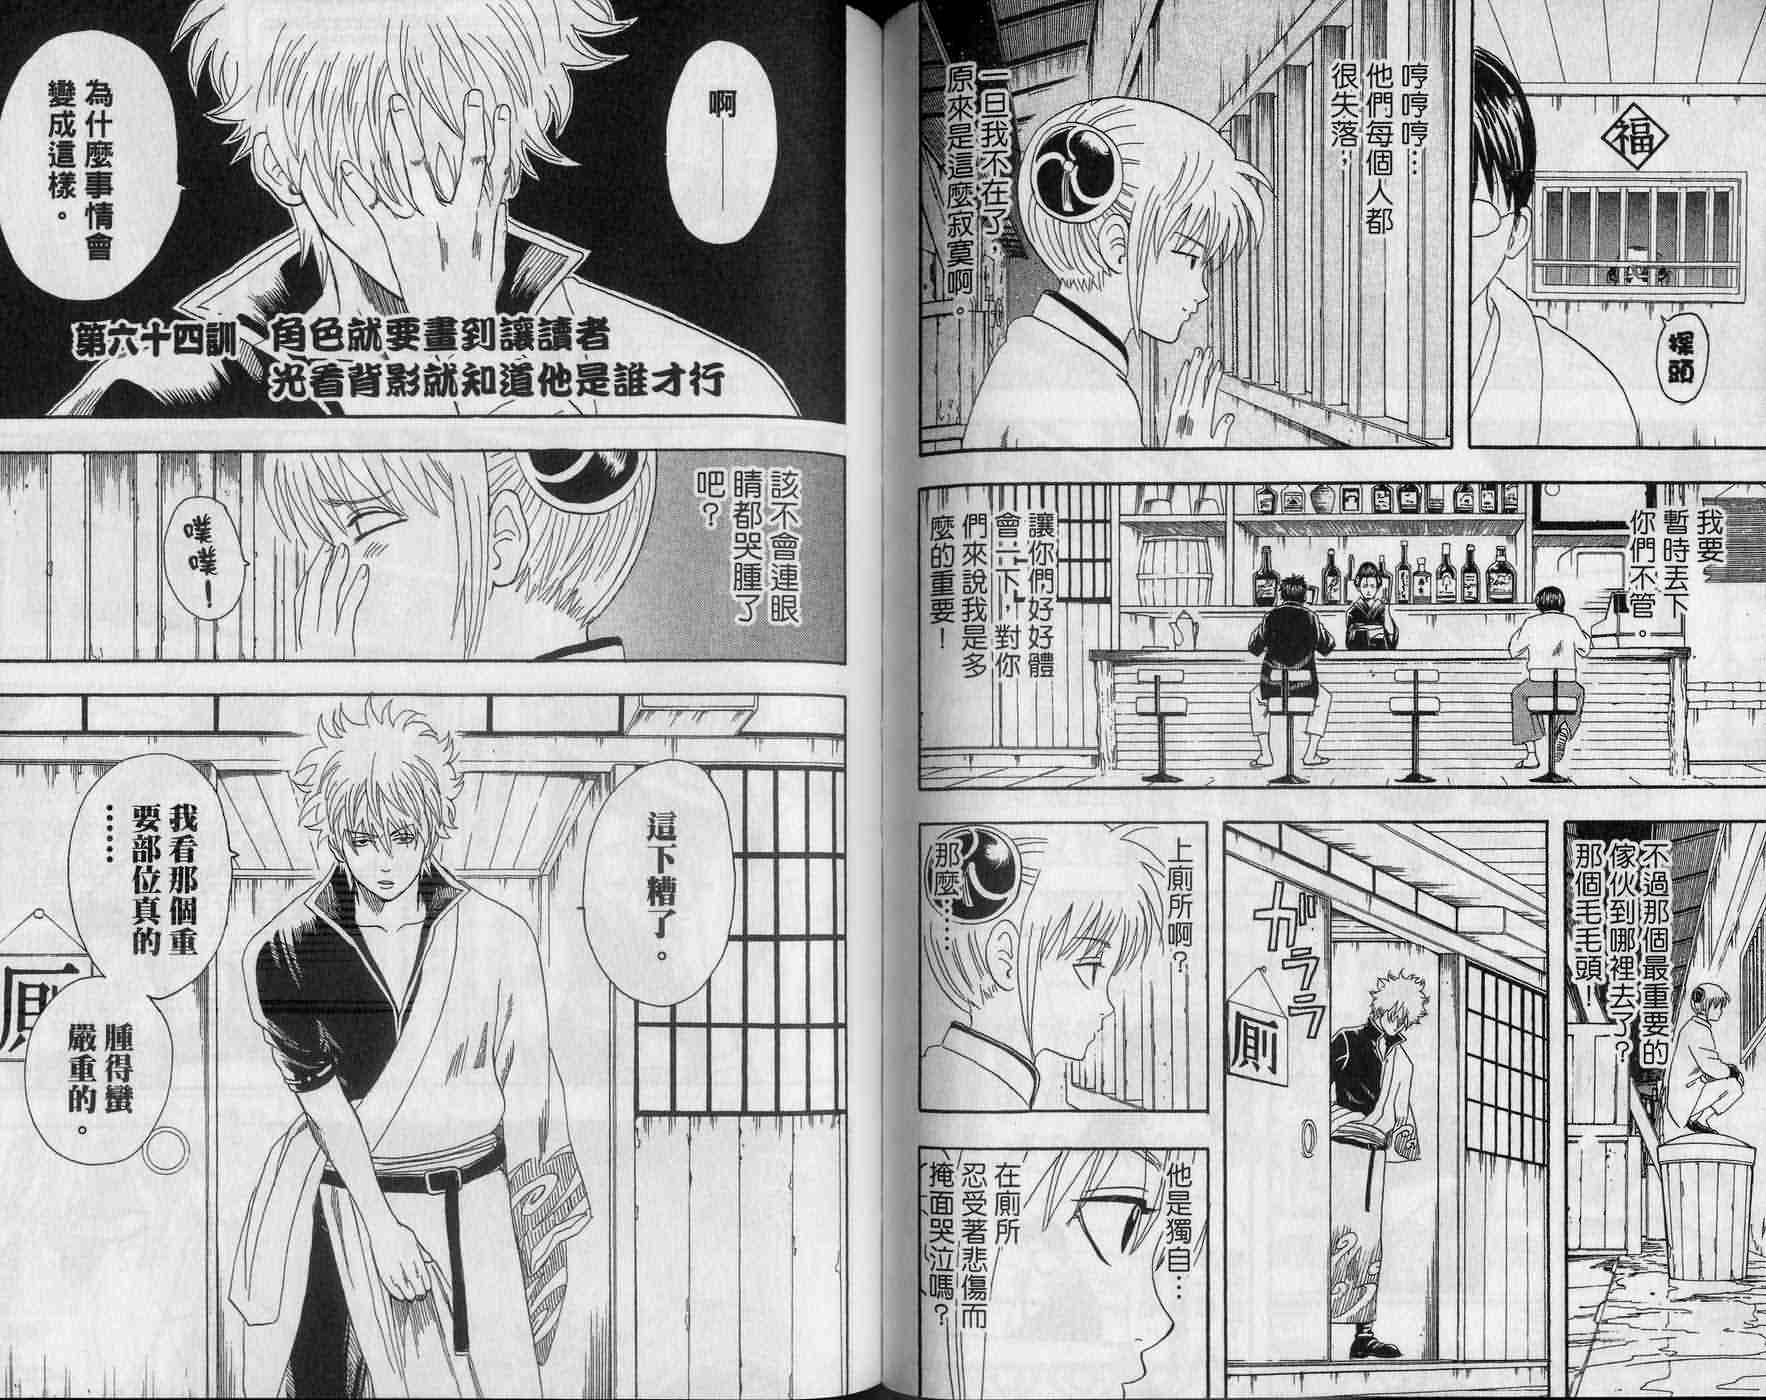 福
探頭
哼哼哼…
他們每個人都
很失落，
一旦我不在了，
原來是這麼寂寞啊。
我要
暫時丟下
你們不管。
讓你們好好體
會一下，對你
們來說我是多
麼的重要！
不過那個最重要的
傢伙到哪裡去了？
那個毛毛頭！
ガラララ
廁
上廁所啊？
那麼……
他是獨自…
在廁所
忍受著悲傷而
掩面哭泣嗎？
啊——
為什麼事情會
變成這樣。
第六十四訓
角色就要畫到讓讀者
光看背影就知道他是誰才行
該不會連眼
睛都哭腫了
吧？
噗
噗！
這下糟了。
我看那個重
要部位真的
……
腫得蠻
嚴重的。
廁